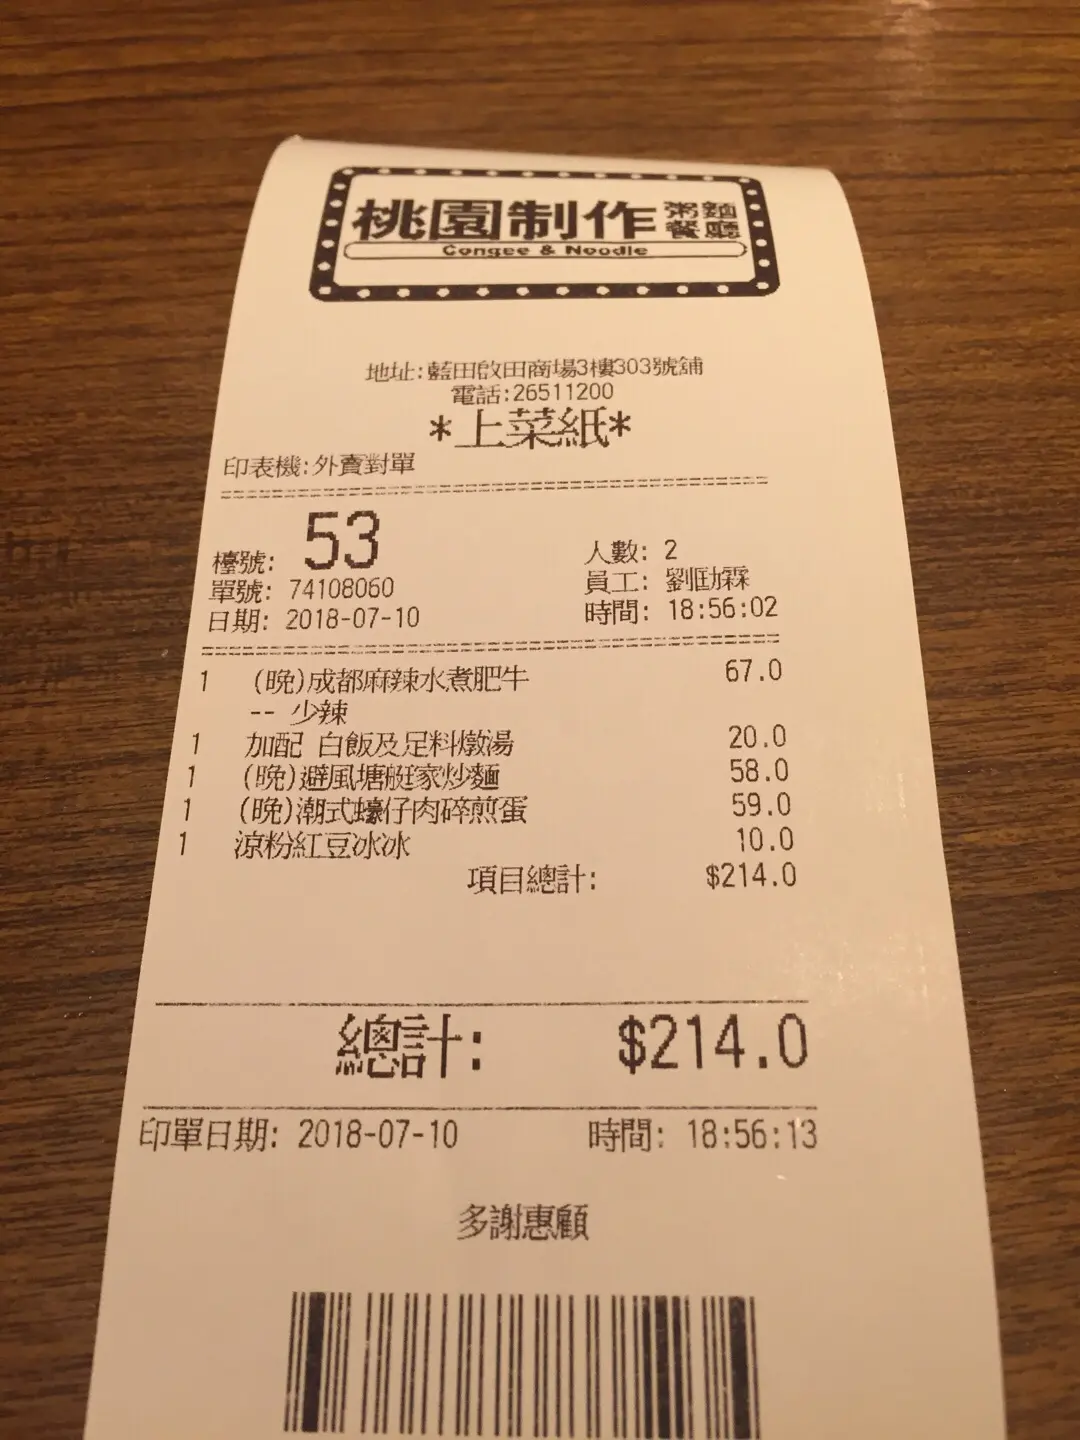 桃園制作 粥麵餐廳
Congee & Noodle
地址:藍田啟田商場3樓303號舖
電話:26511200
*上菜紙*
印表機:外賣對單
檯號: 53 人數: 2
單號: 74108060 員工: 劉
日期: 2018-07-10 時間: 18:56:02
1 (晚)成都麻辣水煮肥牛 67.0
-- 少辣
1 加配 白飯及足料燉湯 20.0
1 (晚)避風塘艇家炒麵 58.0
1 (晚)潮式蠔仔肉碎煎蛋 59.0
1 涼粉紅豆冰冰 10.0
項目總計: $214.0
總計: $214.0
印單日期: 2018-07-10 時間: 18:56:13
多謝惠顧